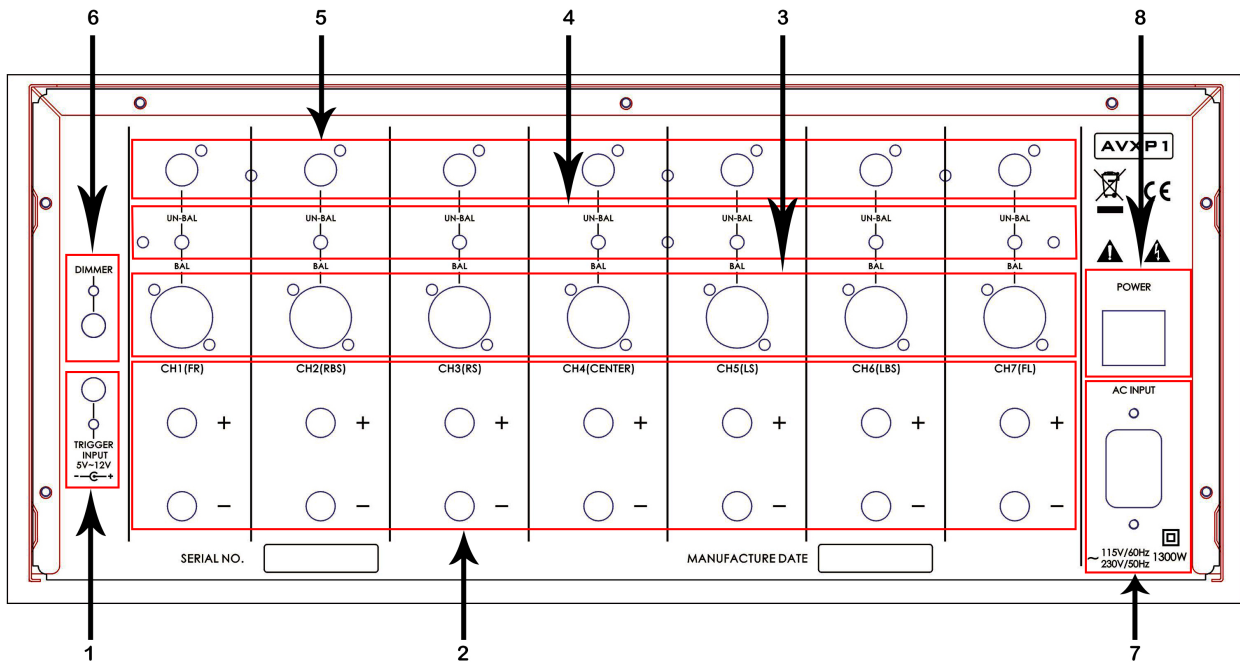 6 5 4 3 8
AVXP1
CE
UN-BAL UN-BAL UN-BAL UN-BAL UN-BAL UN-BAL UN-BAL
DIMMER
BAL BAL BAL BAL BAL BAL BAL
POWER
CH1(FR) CH2(RBS) CH3(RS) CH4(CENTER) CH5(LS) CH6(LBS) CH7(FL)
AC INPUT
+ + + + + + +
TRIGGER
INPUT
5V~12V
- +
− − − − − − −
SERIAL NO. MANUFACTURE DATE
~ 115V/60Hz 1300W
230V/50Hz
1 2 7